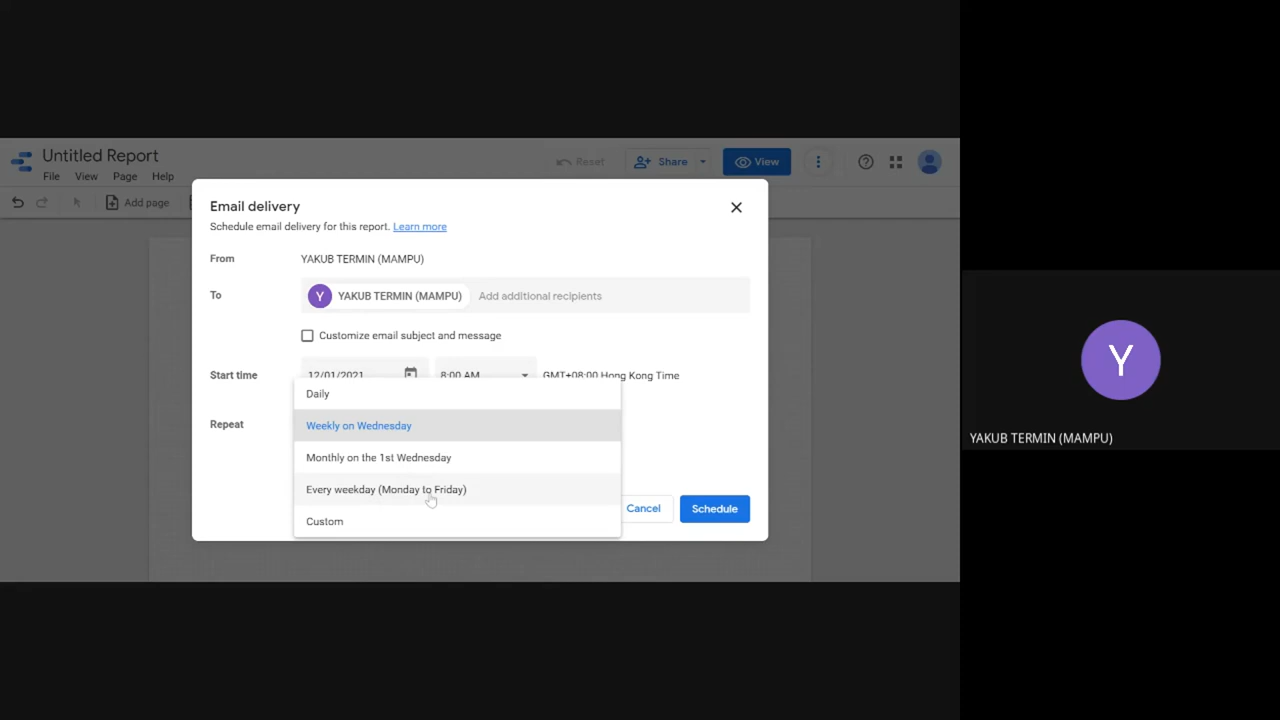 Untitled Report
Reset
Share
View
File View Page Help
Add page
Email delivery
Schedule email delivery for this report. Learn more
From YAKUB TERMIN (MAMPU)
To Y YAKUB TERMIN (MAMPU) Add additional recipients
Customize email subject and message
Start time 12/01/2021 8:00 AM GMT+08:00 Hong Kong Time
Repeat
Daily
Weekly on Wednesday
Monthly on the 1st Wednesday
Every weekday (Monday to Friday)
Custom
Cancel Schedule
Y
YAKUB TERMIN (MAMPU)